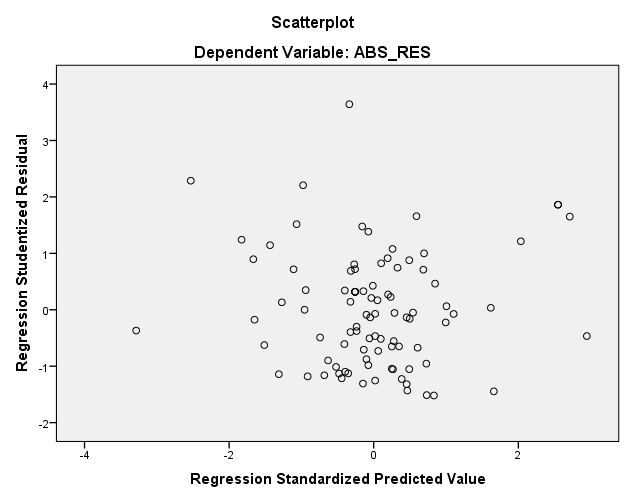 Scatterplot
Dependent Variable: ABS_RES
Regression Studentized Residual
4
3
2
1
0
-1
-2
-4
-2
0
2
Regression Standardized Predicted Value